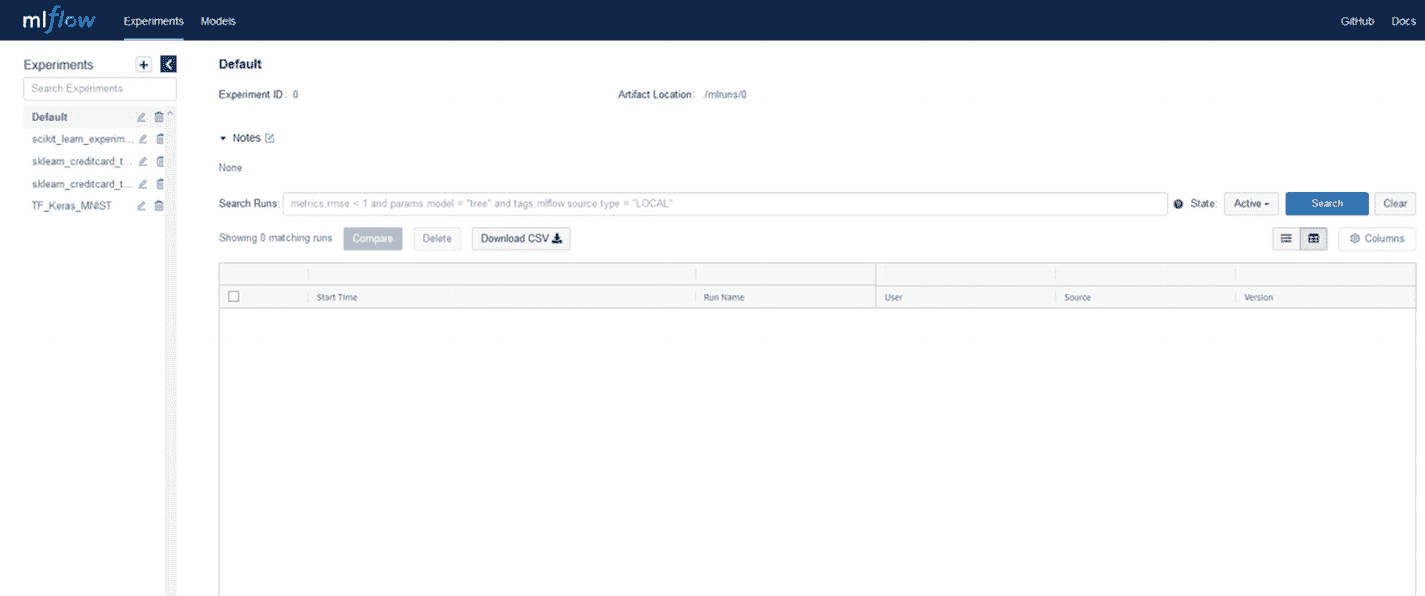 mlflow Experiments Models GitHub Docs
Experiments
Search Experiments
Default
scikit_learn_experim...
sklearn_creditcard_t...
sklearn_creditcard_t...
TF_Keras_MNIST
Default
Experiment ID: 0 Artifact Location: ./mlruns/0
Notes
None
Search Runs: metrics.rmse < 1 and params.model = "tree" and tags.mlflow.source.type = "LOCAL" State: Active Search Clear
Showing 0 matching runs Compare Delete Download CSV Columns
Start Time Run Name User Source Version